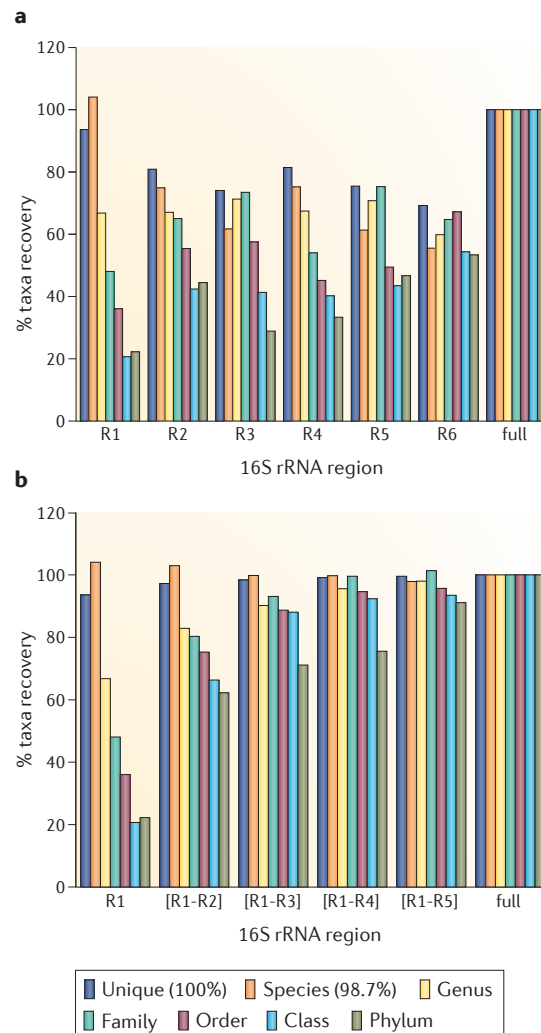 a
120
100
80
60
40
20
0
% taxa recovery
R1 R2 R3 R4 R5 R6 full
16S rRNA region
b
120
100
80
60
40
20
0
% taxa recovery
R1 [R1-R2] [R1-R3] [R1-R4] [R1-R5] full
16S rRNA region
Unique (100%) Species (98.7%) Genus
Family Order Class Phylum